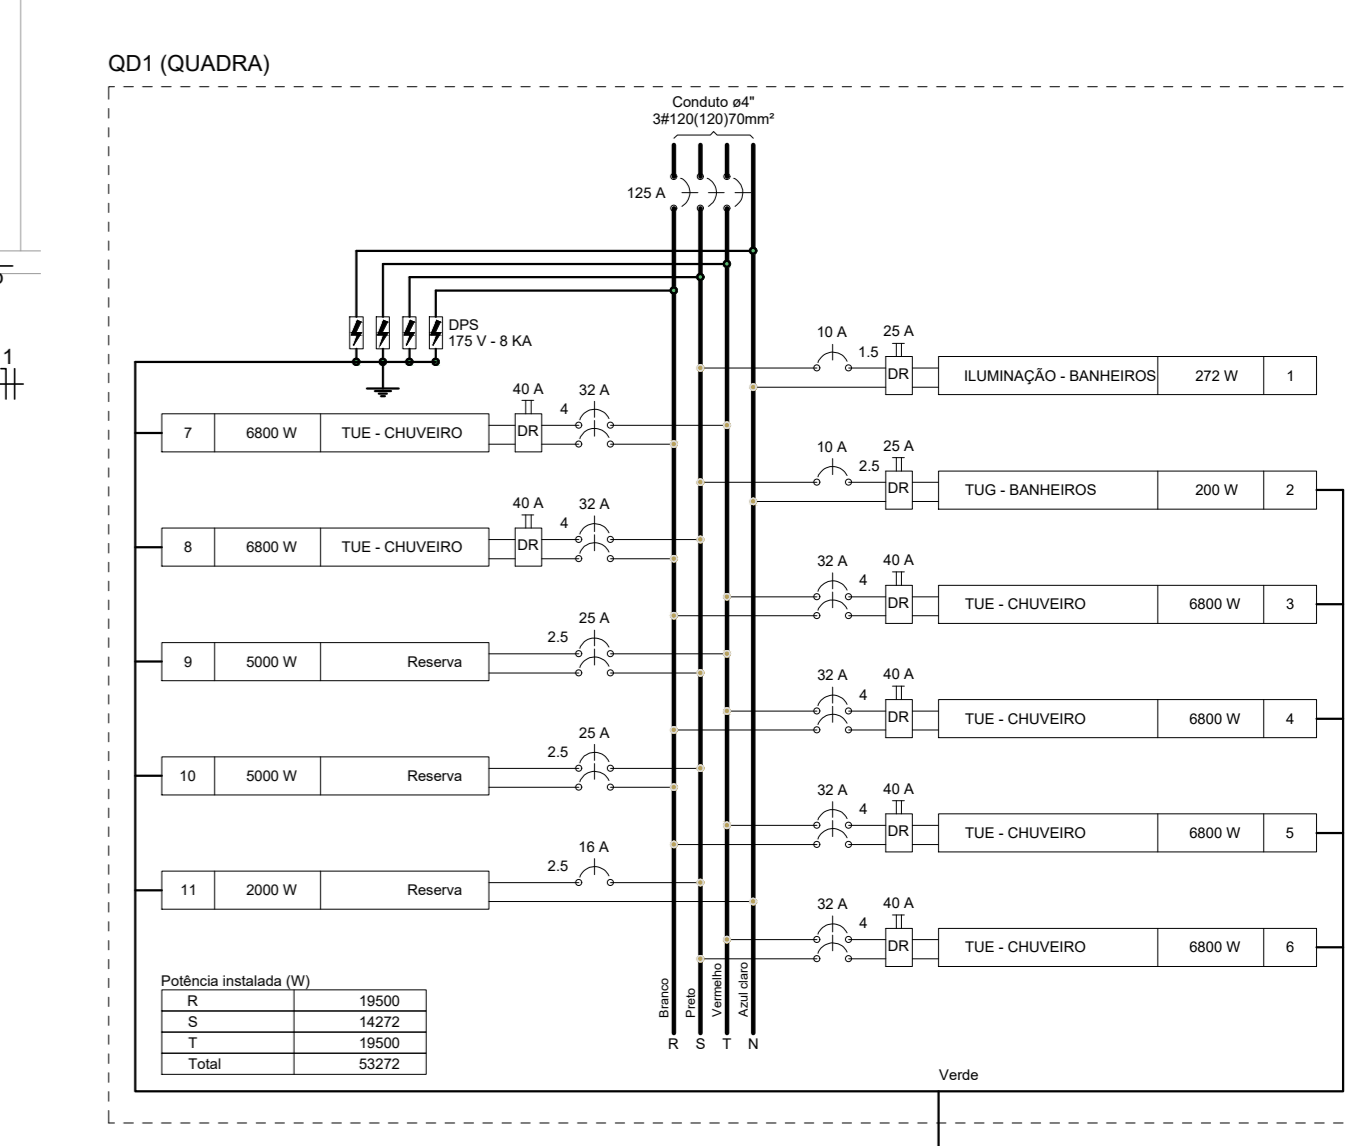 QD1 (QUADRA)
Conduto ø4"
3#120(120)70mm²
125 A
DPS
175 V - 8 KA
1
10 A
25 A
1.5
DR
ILUMINAÇÃO - BANHEIROS
272 W
1
40 A
32 A
4
7
6800 W
TUE - CHUVEIRO
DR
10 A
25 A
2.5
DR
TUG - BANHEIROS
200 W
2
40 A
32 A
4
8
6800 W
TUE - CHUVEIRO
DR
32 A
40 A
4
DR
TUE - CHUVEIRO
6800 W
3
25 A
2.5
9
5000 W
Reserva
32 A
40 A
4
DR
TUE - CHUVEIRO
6800 W
4
25 A
2.5
10
5000 W
Reserva
32 A
40 A
4
DR
TUE - CHUVEIRO
6800 W
5
16 A
2.5
11
2000 W
Reserva
32 A
40 A
4
DR
TUE - CHUVEIRO
6800 W
6
Potência instalada (W)
R 19500
S 14272
T 19500
Total 53272
Branco
Preto
Vermelho
Azul claro
R S T N
Verde